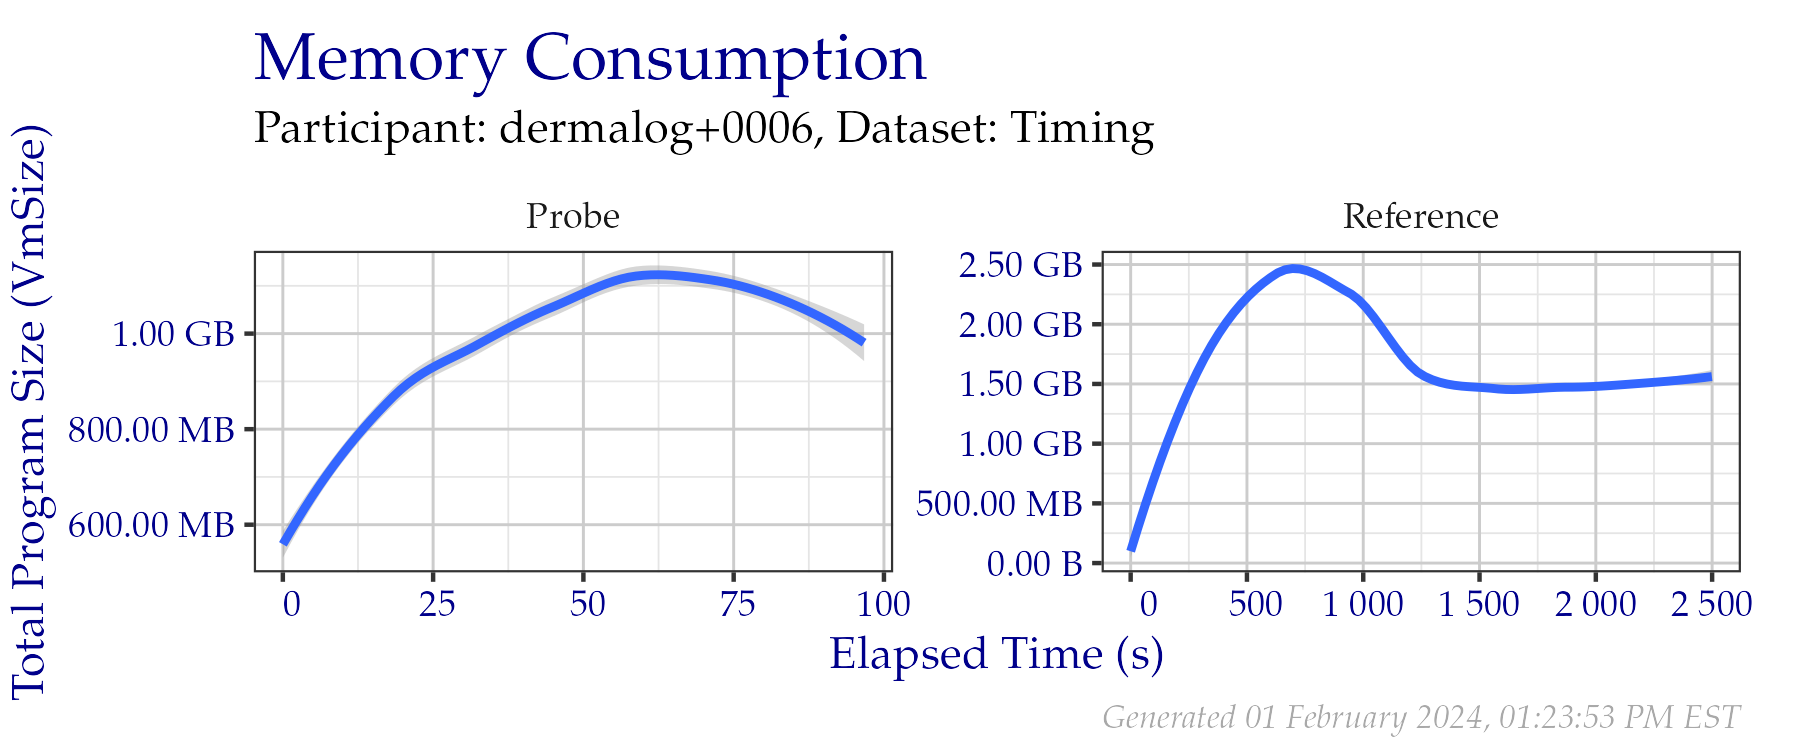 Memory Consumption
Participant: dermalog+0006, Dataset: Timing
Total Program Size (VmSize)
Probe
1.00 GB
800.00 MB
600.00 MB
0 25 50 75 100
Reference
2.50 GB
2.00 GB
1.50 GB
1.00 GB
500.00 MB
0.00 B
0 500 1 000 1 500 2 000 2 500
Elapsed Time (s)
Generated 01 February 2024, 01:23:53 PM EST